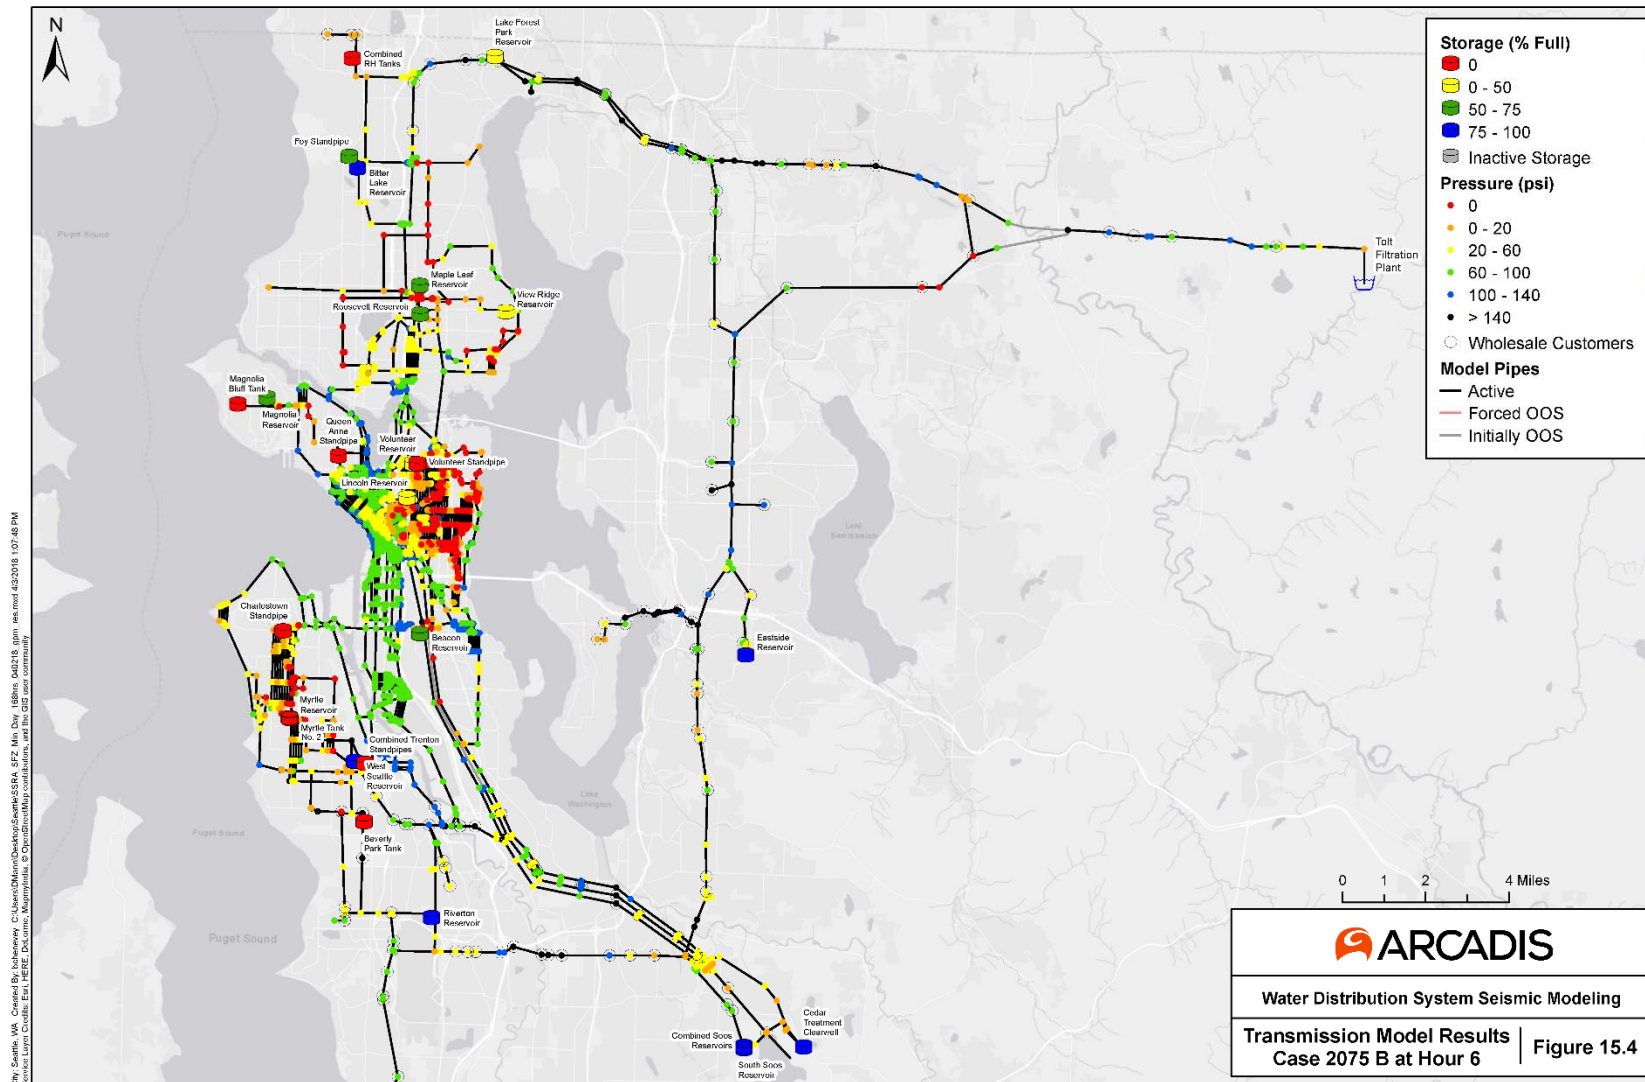 N
Lake Forest
Park
Reservoir
Combined
RH Tanks
Foy Standpipe
Bitter
Lake
Reservoir
Puget Sound
Maple Leaf
Reservoir
Roosevelt Reservoir
View Ridge
Reservoir
Magnolia
Bluff Tank
Magnolia
Reservoir
Queen
Anne
Standpipe
Volunteer
Reservoir
Volunteer Standpipe
Lincoln Reservoir
Lake
Sammamish
Charlestown
Standpipe
Beacon
Reservoir
Eastside
Reservoir
Myrtle
Reservoir
Myrtle Tank
No. 2
Combined Trenton
Standpipes
West
Seattle
Reservoir
Lake
Washington
Puget Sound
Beverly
Park Tank
Riverton
Reservoir
Puget Sound
Combined Soos
Reservoirs
South Soos
Reservoir
Cedar
Treatment
Clearwell
Tolt
Filtration
Plant
Storage (% Full)
0
0 - 50
50 - 75
75 - 100
Inactive Storage
Pressure (psi)
0
0 - 20
20 - 60
60 - 100
100 - 140
> 140
Wholesale Customers
Model Pipes
Active
Forced OOS
Initially OOS
0 1 2 4 Miles
ARCADIS
Water Distribution System Seismic Modeling
Transmission Model Results
Case 2075 B at Hour 6
Figure 15.4